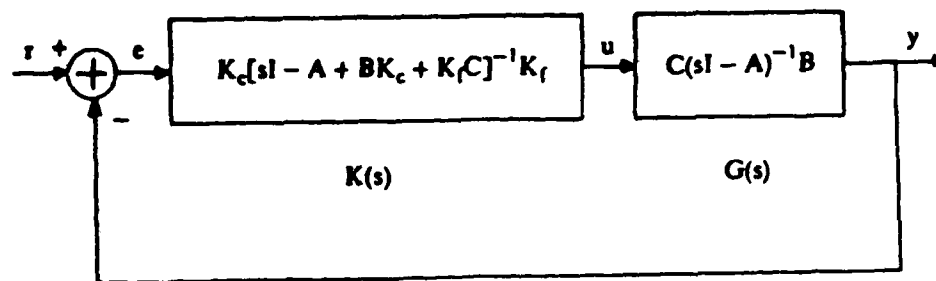 r + e K_c[sI − A + BK_c + K_fC]⁻¹K_f u C(sI − A)⁻¹B y
−
K(s) G(s)